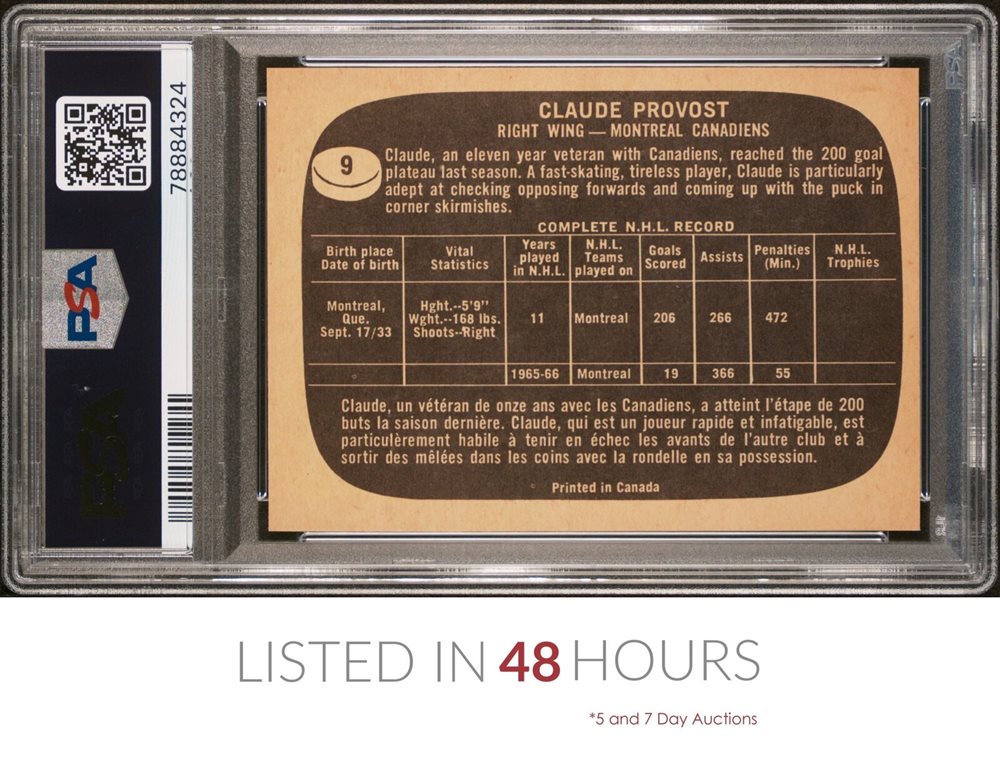 78884324
PSA
CLAUDE PROVOST
RIGHT WING — MONTREAL CANADIENS
9
Claude, an eleven year veteran with Canadiens, reached the 200 goal
plateau last season. A fast-skating, tireless player, Claude is particularly
adept at checking opposing forwards and coming up with the puck in
corner skirmishes.
COMPLETE N.H.L. RECORD
Birth place Date of birth | Vital Statistics | Years played in N.H.L. | N.H.L. Teams played on | Goals Scored | Assists | Penalties (Min.) | N.H.L. Trophies
Montreal, Que. Sept. 17/33 | Hght.--5'9'' Wght.--168 lbs. Shoots--Right | 11 | Montreal | 206 | 266 | 472
1965-66 | Montreal | 19 | 366 | 55
Claude, un vétéran de onze ans avec les Canadiens, a atteint l'étape de 200
buts la saison dernière. Claude, qui est un joueur rapide et infatigable, est
particulèrement habile à tenir en échec les avants de l'autre club et à
sortir des mêlées dans les coins avec la rondelle en sa possession.
Printed in Canada
LISTED IN 48 HOURS
*5 and 7 Day Auctions